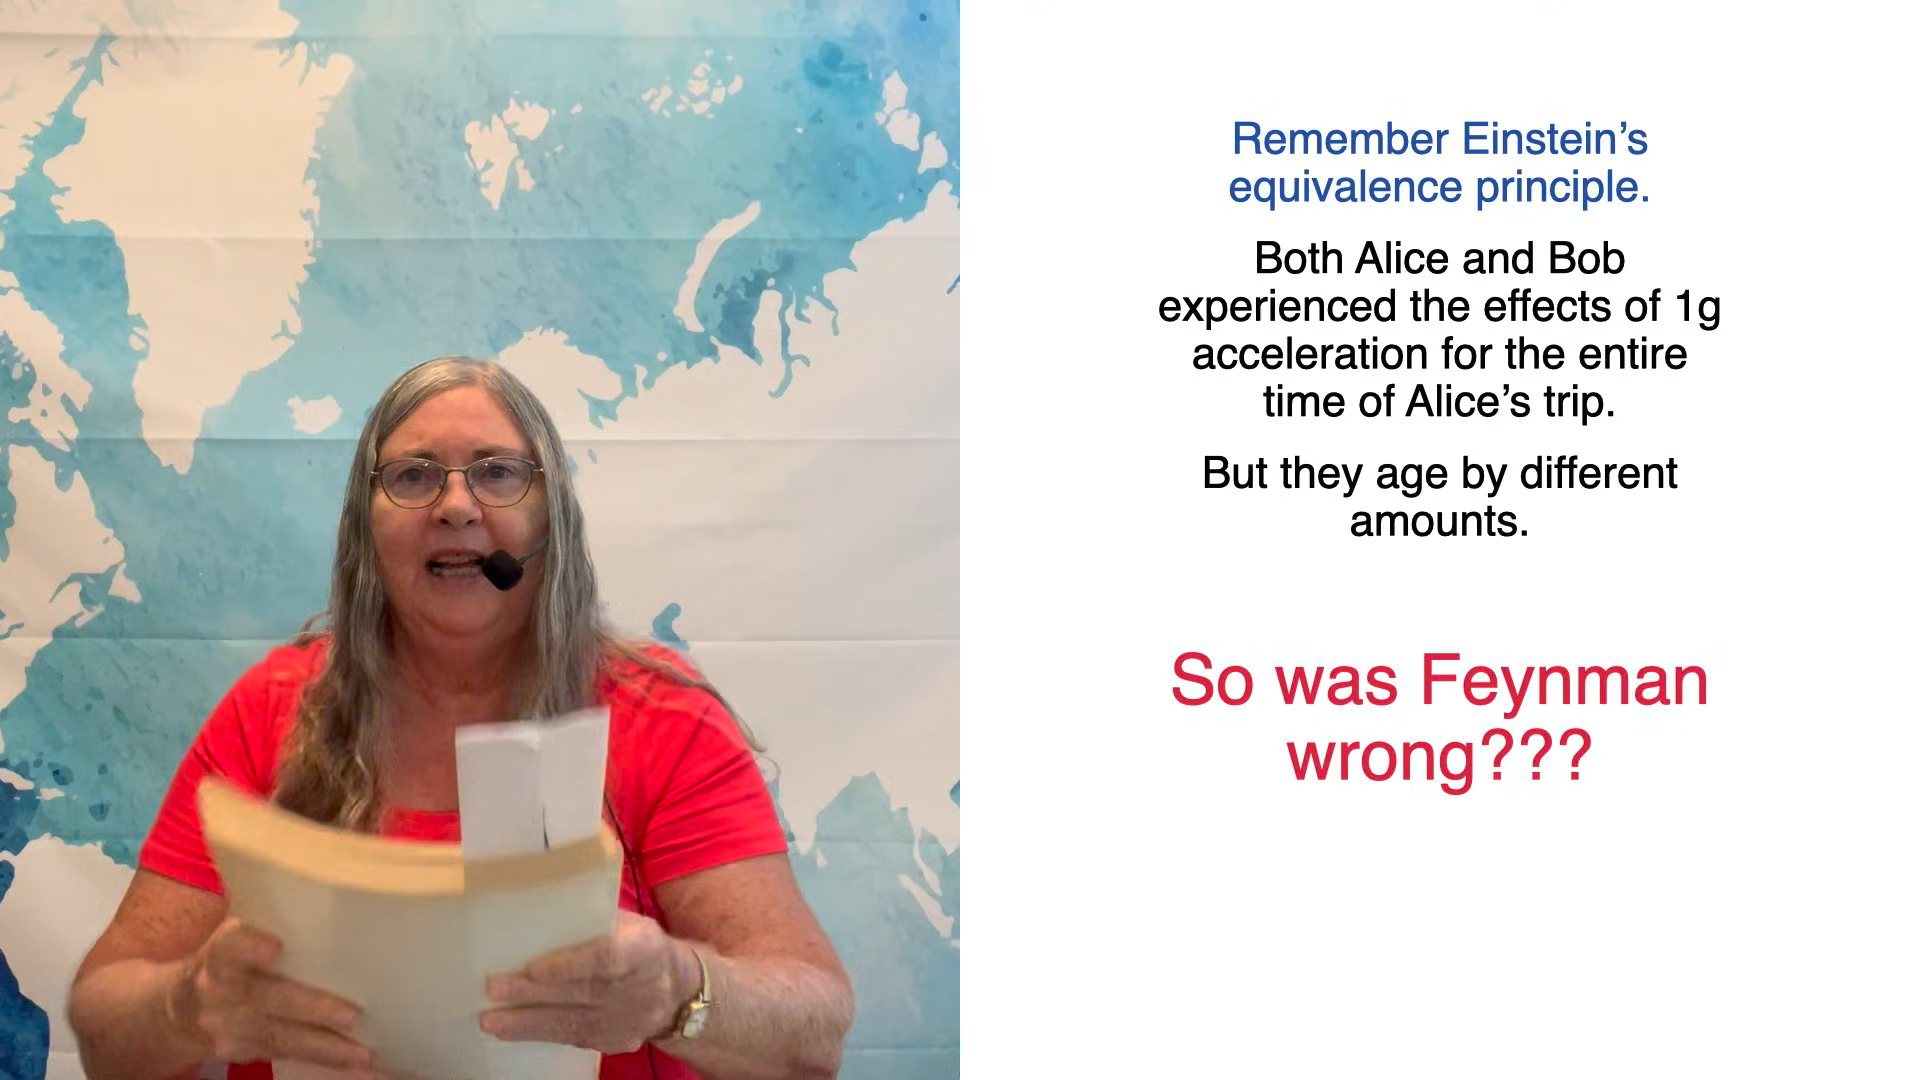 Remember Einstein’s
equivalence principle.
Both Alice and Bob
experienced the effects of 1g
acceleration for the entire
time of Alice’s trip.
But they age by different
amounts.
So was Feynman
wrong???